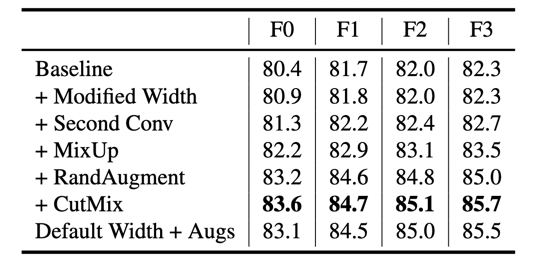 F0 F1 F2 F3
Baseline 80.4 81.7 82.0 82.3
+ Modified Width 80.9 81.8 82.0 82.3
+ Second Conv 81.3 82.2 82.4 82.7
+ MixUp 82.2 82.9 83.1 83.5
+ RandAugment 83.2 84.6 84.8 85.0
+ CutMix 83.6 84.7 85.1 85.7
Default Width + Augs 83.1 84.5 85.0 85.5